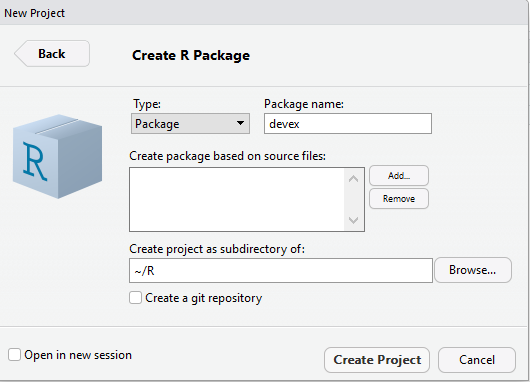 New Project
Back
Create R Package
Type:
Package name:
Package
devex
R
Create package based on source files:
Add...
Remove
Create project as subdirectory of:
~/R
Browse...
Create a git repository
Open in new session
Create Project
Cancel